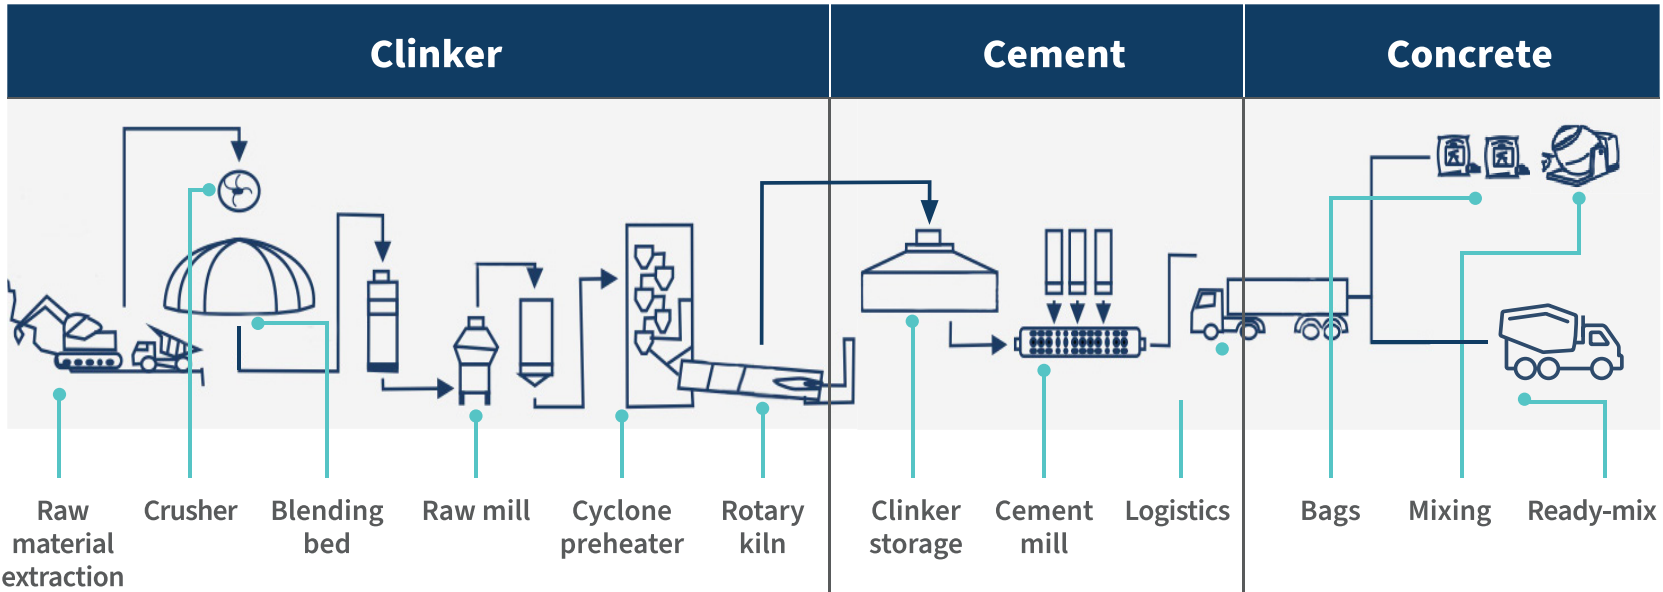 Clinker
Cement
Concrete
Raw
material
extraction
Crusher
Blending
bed
Raw mill
Cyclone
preheater
Rotary
kiln
Clinker
storage
Cement
mill
Logistics
Bags
Mixing
Ready-mix